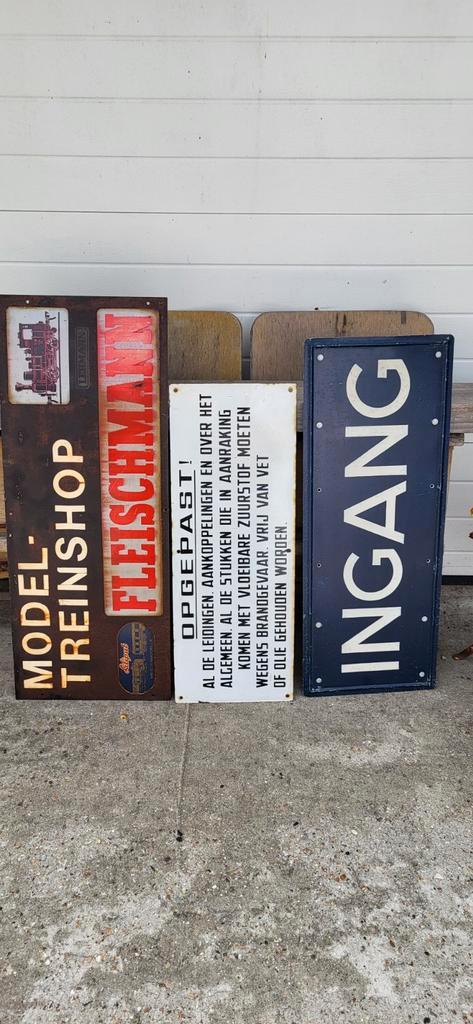 MODEL-
TREINSHOP
FLEISCHMANN
OPGEPAST!
AL DE LEIDINGEN, AANKOPPELINGEN EN OVER HET
ALGEMEEN, AL DE STUKKEN DIE IN AANRAKING
KOMEN MET VLOEIBARE ZUURSTOF MOETEN
WEGENS BRANDGEVAAR, VRIJ VAN VET
OF OLIE GEHOUDEN WORDEN.
INGANG